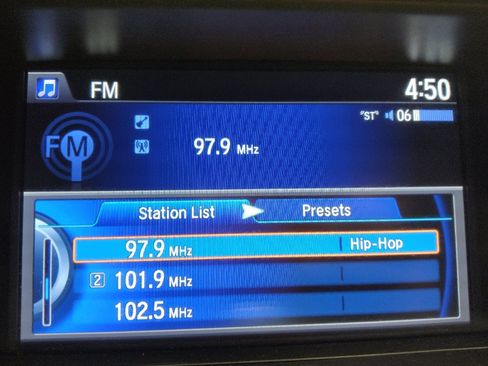 FM 4:50
"ST" 06
FM 97.9 MHz
Station List Presets
97.9 MHz Hip-Hop
2 101.9 MHz
102.5 MHz